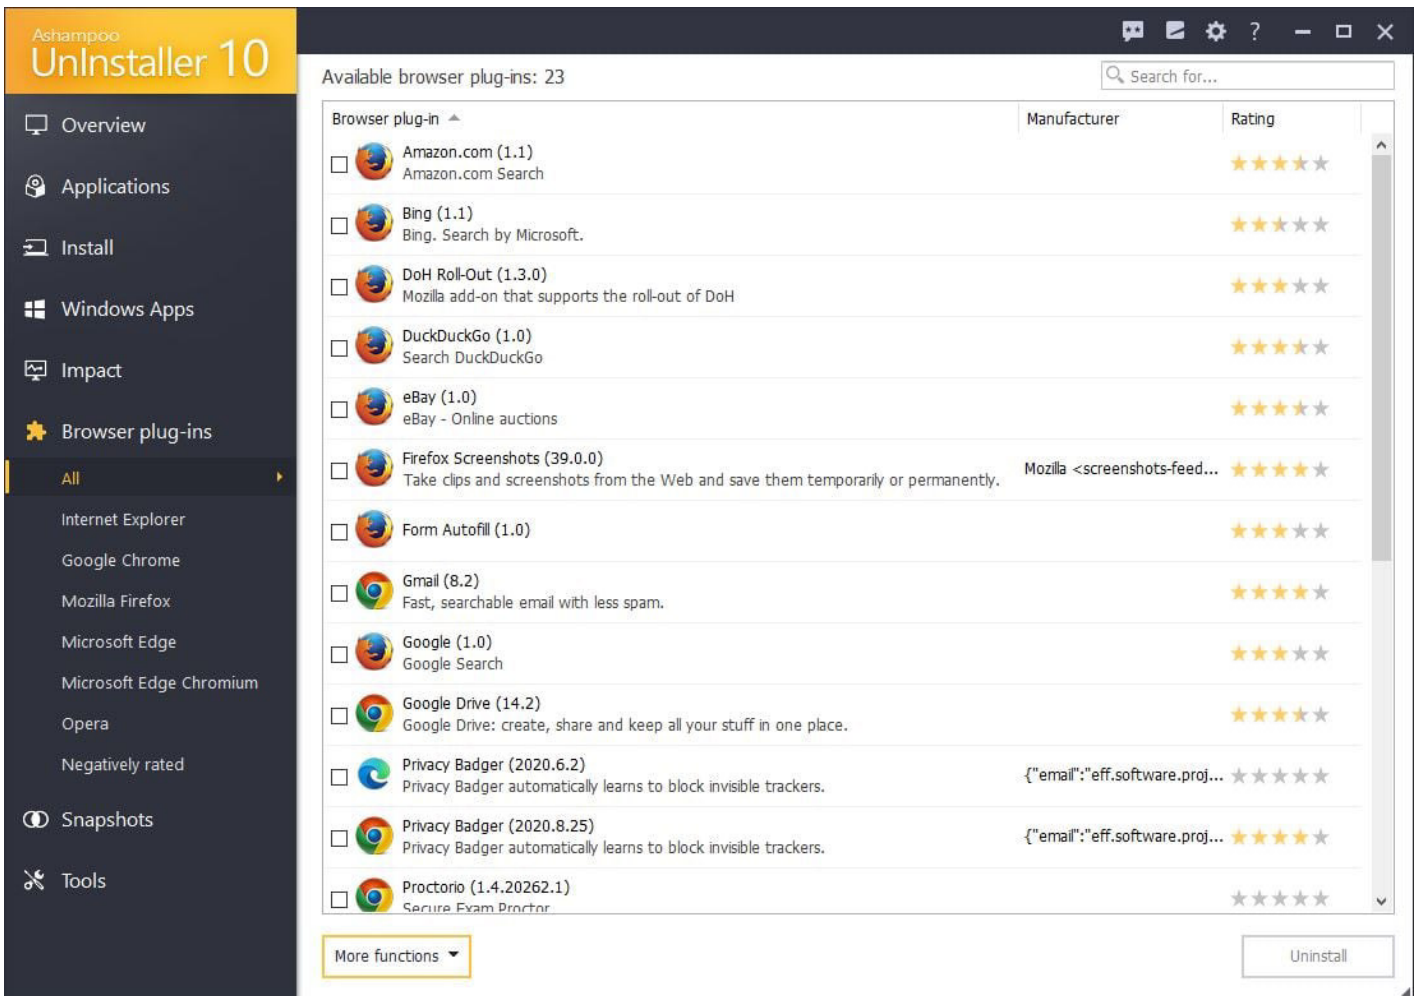 Ashampoo
UnInstaller 10
?
Available browser plug-ins: 23
Search for...
Overview
Applications
Install
Windows Apps
Impact
Browser plug-ins
All
Internet Explorer
Google Chrome
Mozilla Firefox
Microsoft Edge
Microsoft Edge Chromium
Opera
Negatively rated
Snapshots
Tools
Browser plug-in Manufacturer Rating
Amazon.com (1.1)
Amazon.com Search
Bing (1.1)
Bing. Search by Microsoft.
DoH Roll-Out (1.3.0)
Mozilla add-on that supports the roll-out of DoH
DuckDuckGo (1.0)
Search DuckDuckGo
eBay (1.0)
eBay - Online auctions
Firefox Screenshots (39.0.0)
Take clips and screenshots from the Web and save them temporarily or permanently.
Mozilla <screenshots-feed...
Form Autofill (1.0)
Gmail (8.2)
Fast, searchable email with less spam.
Google (1.0)
Google Search
Google Drive (14.2)
Google Drive: create, share and keep all your stuff in one place.
Privacy Badger (2020.6.2)
Privacy Badger automatically learns to block invisible trackers.
{"email":"eff.software.proj...
Privacy Badger (2020.8.25)
Privacy Badger automatically learns to block invisible trackers.
{"email":"eff.software.proj...
Proctorio (1.4.20262.1)
Secure Exam Proctor
More functions
Uninstall